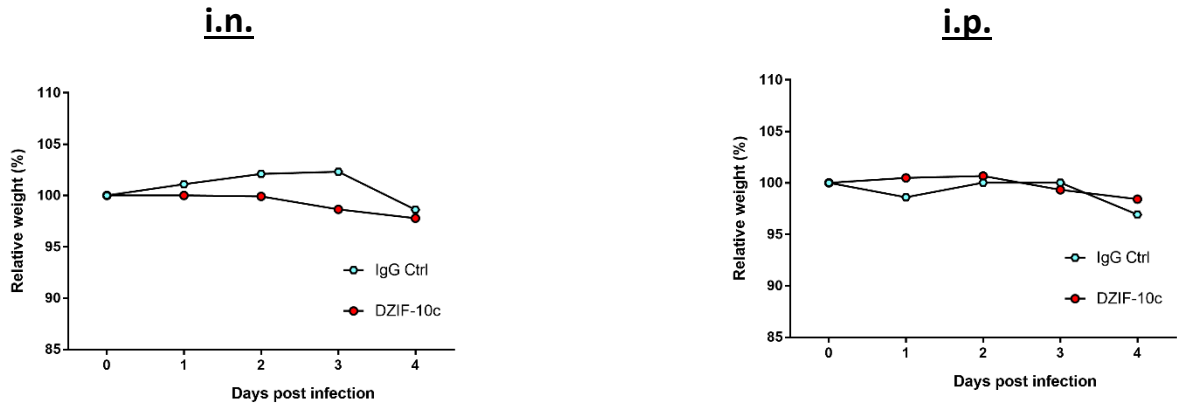 i.n.
110
105
100
95
90
85
Relative weight (%)
IgG Ctrl
DZIF-10c
0 1 2 3 4
Days post infection
i.p.
110
105
100
95
90
85
Relative weight (%)
IgG Ctrl
DZIF-10c
0 1 2 3 4
Days post infection